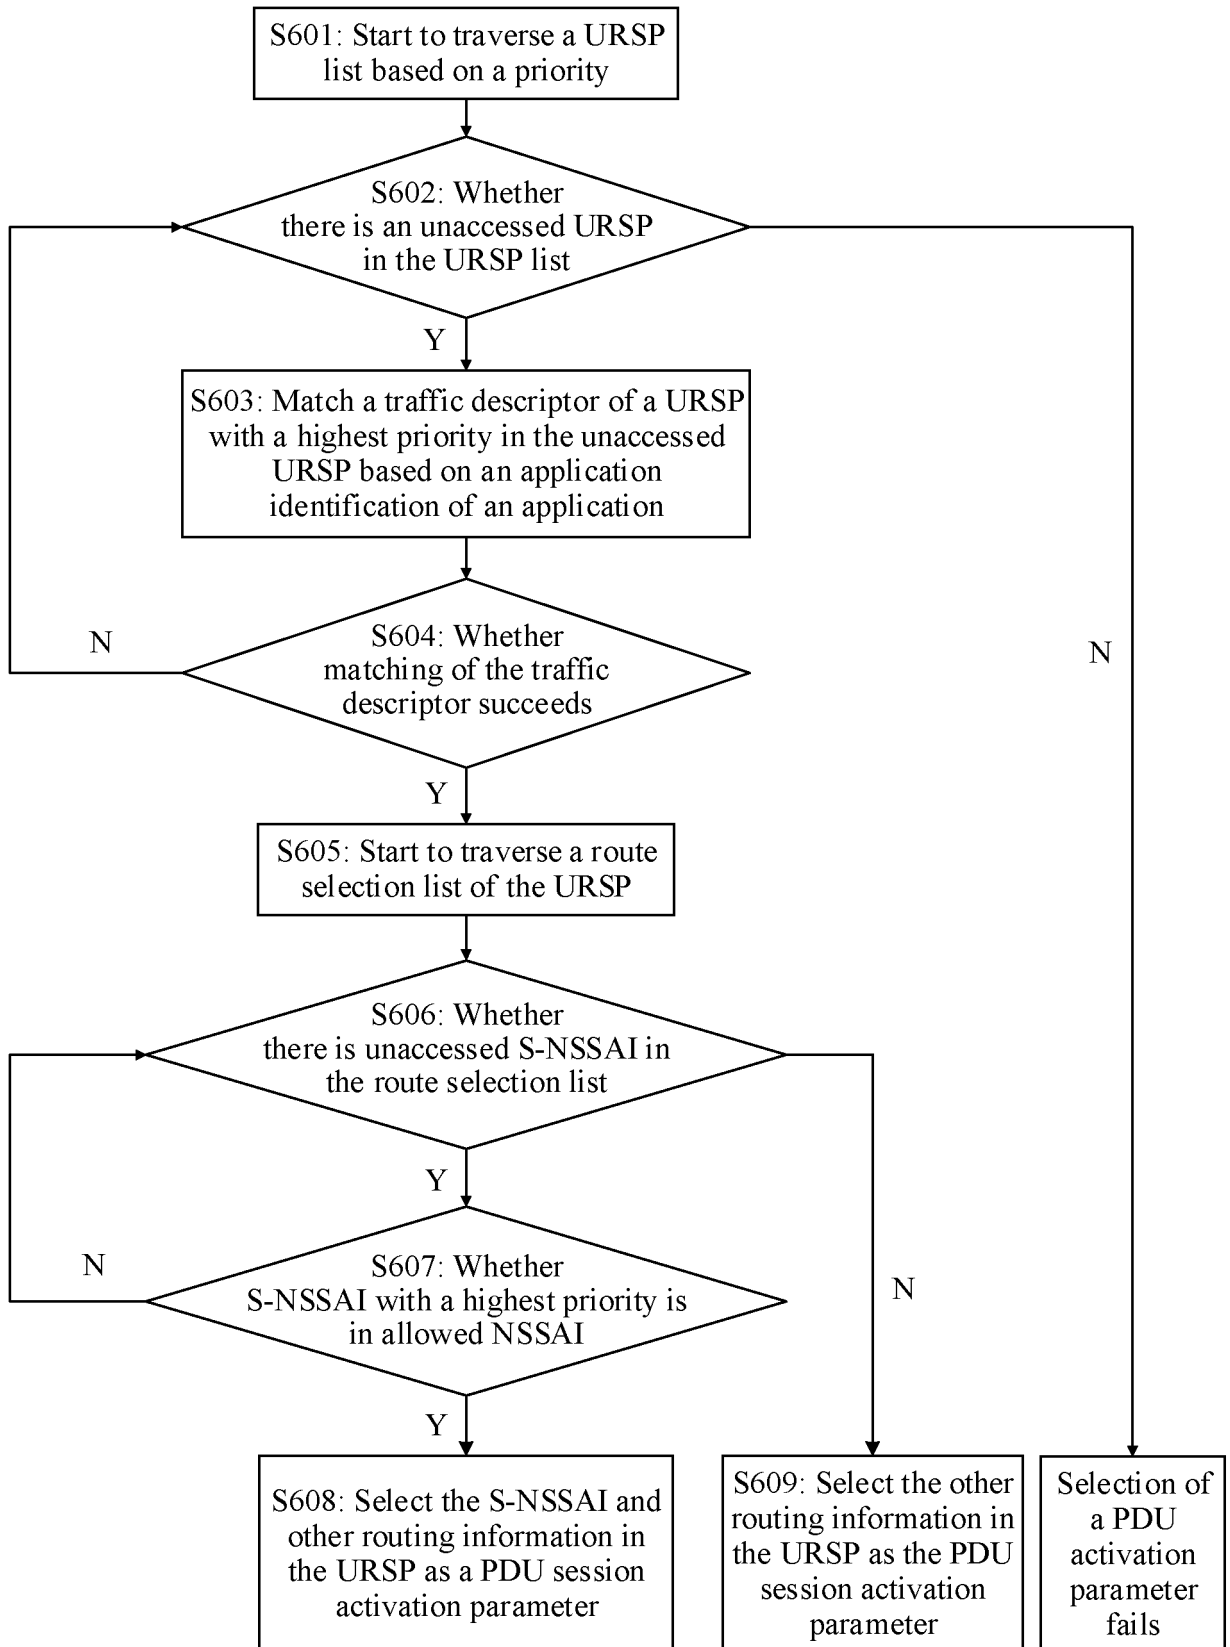 S601: Start to traverse a URSP
list based on a priority
S602: Whether
there is an unaccessed URSP
in the URSP list
Y
S603: Match a traffic descriptor of a URSP
with a highest priority in the unaccessed
URSP based on an application
identification of an application
S604: Whether
matching of the traffic
descriptor succeeds
N
N
Y
S605: Start to traverse a route
selection list of the URSP
S606: Whether
there is unaccessed S-NSSAI in
the route selection list
Y
S607: Whether
S-NSSAI with a highest priority is
in allowed NSSAI
N
N
Y
S608: Select the S-NSSAI and
other routing information in
the URSP as a PDU session
activation parameter
S609: Select the other
routing information in
the URSP as the PDU
session activation
parameter
Selection of
a PDU
activation
parameter
fails